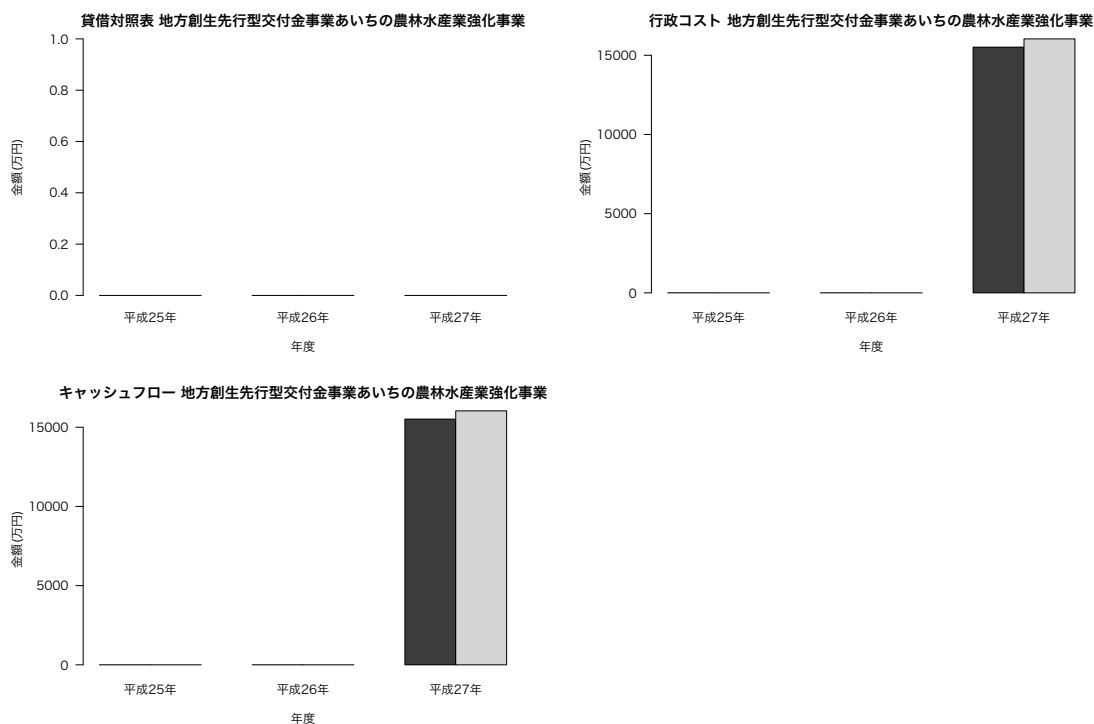 貸借対照表 地方創生先行型交付金事業あいちの農林水産業強化事業
金額(万円)
1.0
0.8
0.6
0.4
0.2
0.0
平成25年 平成26年 平成27年
年度
行政コスト 地方創生先行型交付金事業あいちの農林水産業強化事業
金額(万円)
15000
10000
5000
0
平成25年 平成26年 平成27年
年度
キャッシュフロー 地方創生先行型交付金事業あいちの農林水産業強化事業
金額(万円)
15000
10000
5000
0
平成25年 平成26年 平成27年
年度